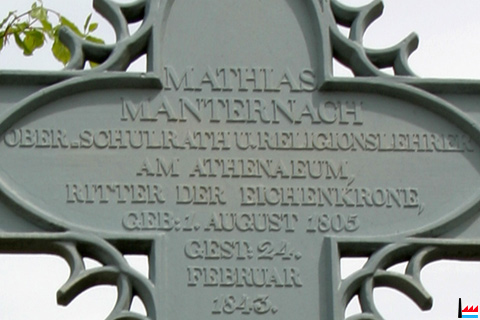 MATHIAS
MANTERNACH
OBER-SCHULRATH U. RELIGIONSLEHRER
AM ATHENAEUM,
RITTER DER EICHENKRONE,
GEB: 1. AUGUST 1805
GEST. 24.
FEBRUAR
1843.